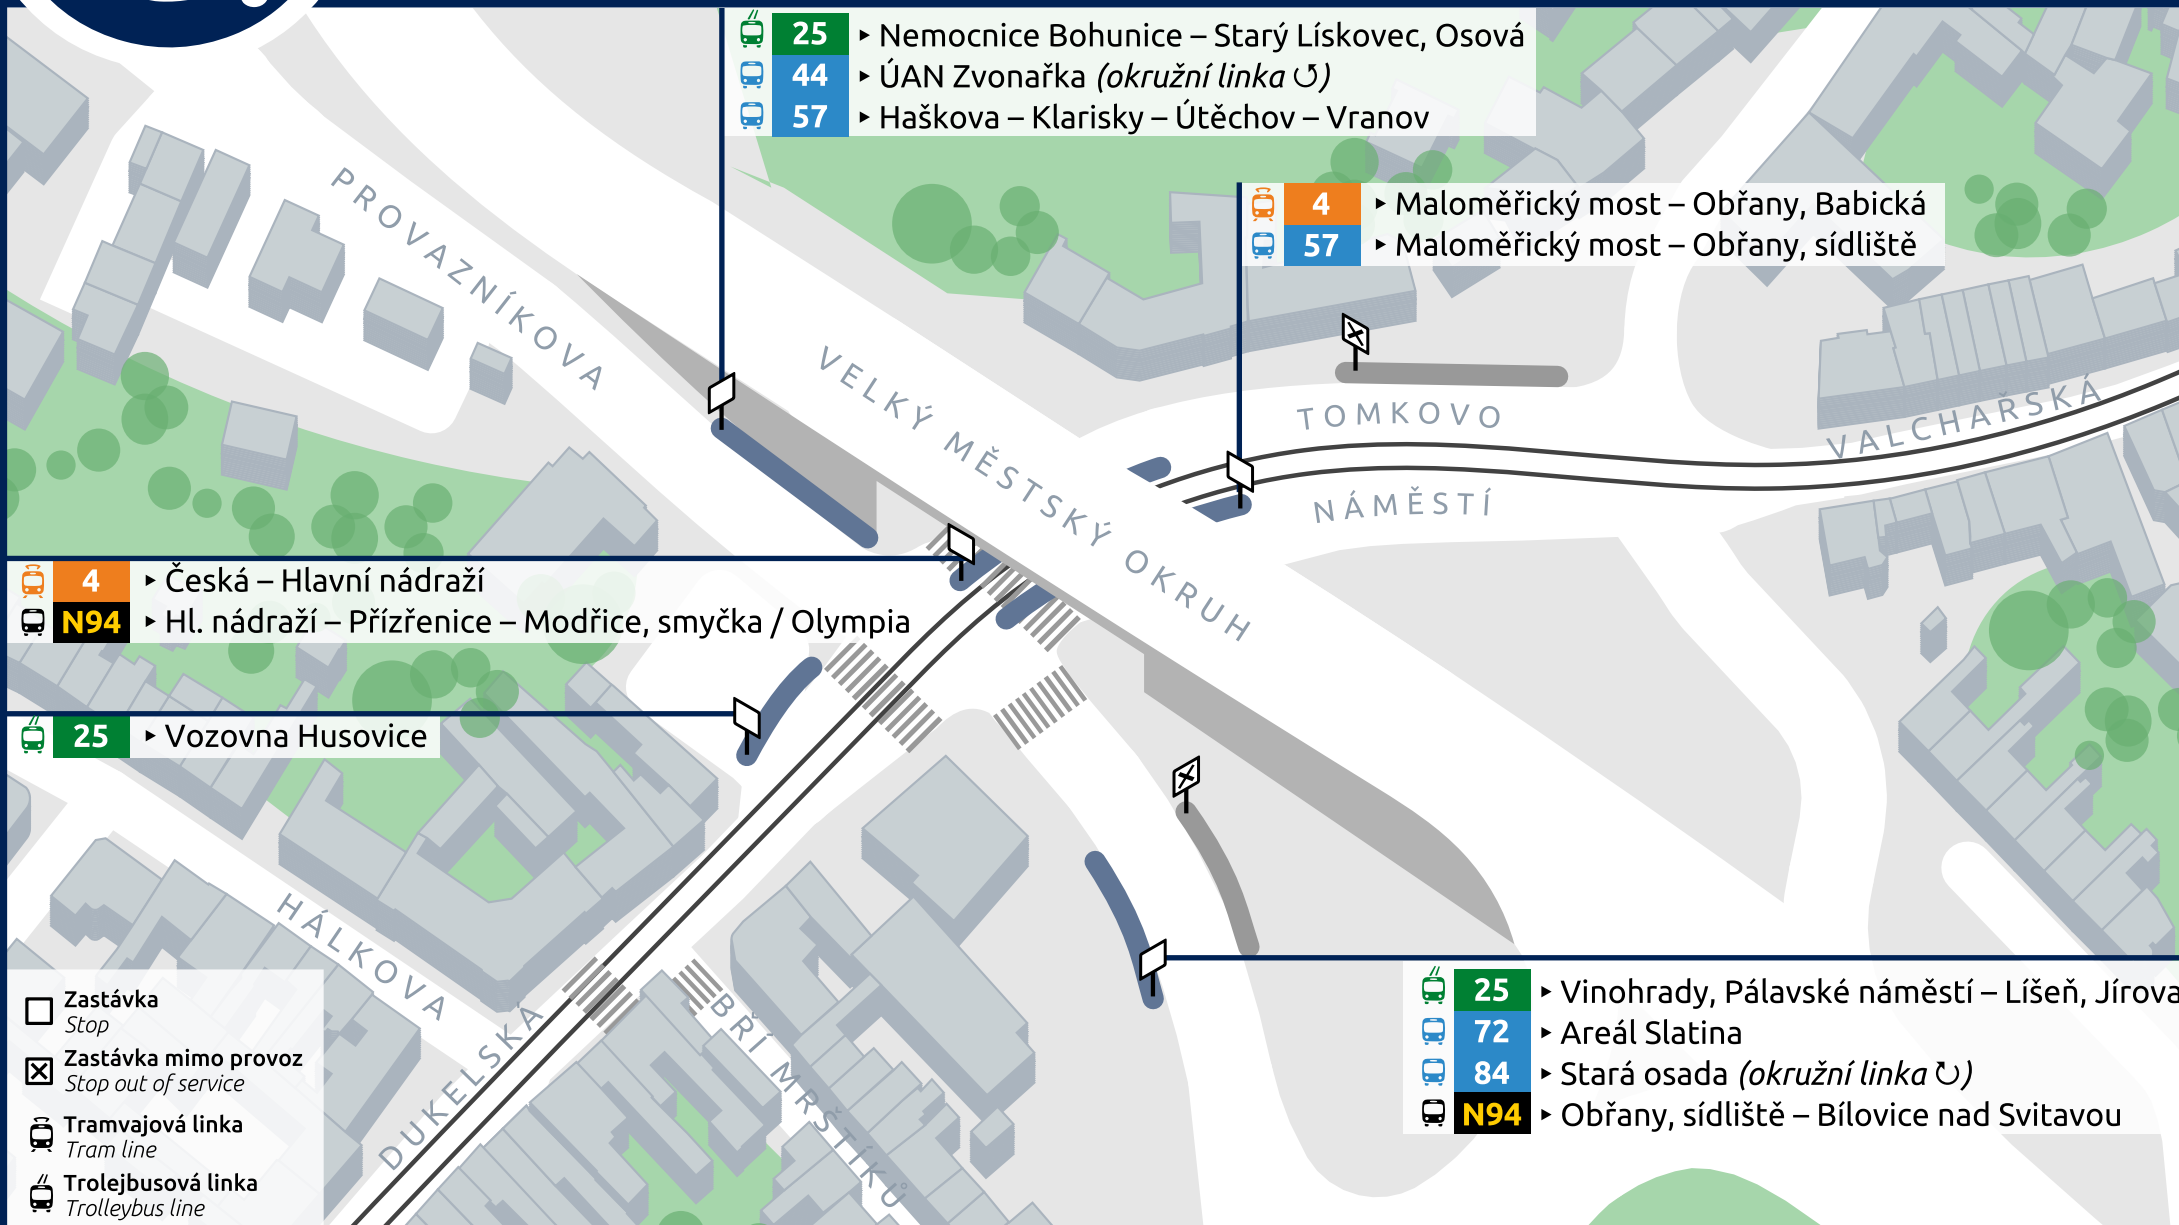 25 ▸ Nemocnice Bohunice – Starý Lískovec, Osová
44 ▸ ÚAN Zvonařka (okružní linka ↺)
57 ▸ Haškova – Klarisky – Útěchov – Vranov
4 ▸ Maloměřický most – Obřany, Babická
57 ▸ Maloměřický most – Obřany, sídliště
PROVAZNÍKOVA
VELKÝ MĚSTSKÝ OKRUH
TOMKOVO
NÁMĚSTÍ
VALCHAŘSKÁ
4 ▸ Česká – Hlavní nádraží
N94 ▸ Hl. nádraží – Přízřenice – Modřice, smyčka / Olympia
25 ▸ Vozovna Husovice
HÁLKOVA
DUKELSKÁ
BRÍ MRŠTÍKŮ
25 ▸ Vinohrady, Pálavské náměstí – Líšeň, Jírova
72 ▸ Areál Slatina
84 ▸ Stará osada (okružní linka ↻)
N94 ▸ Obřany, sídliště – Bílovice nad Svitavou
Zastávka
Stop
Zastávka mimo provoz
Stop out of service
Tramvajová linka
Tram line
Trolejbusová linka
Trolleybus line